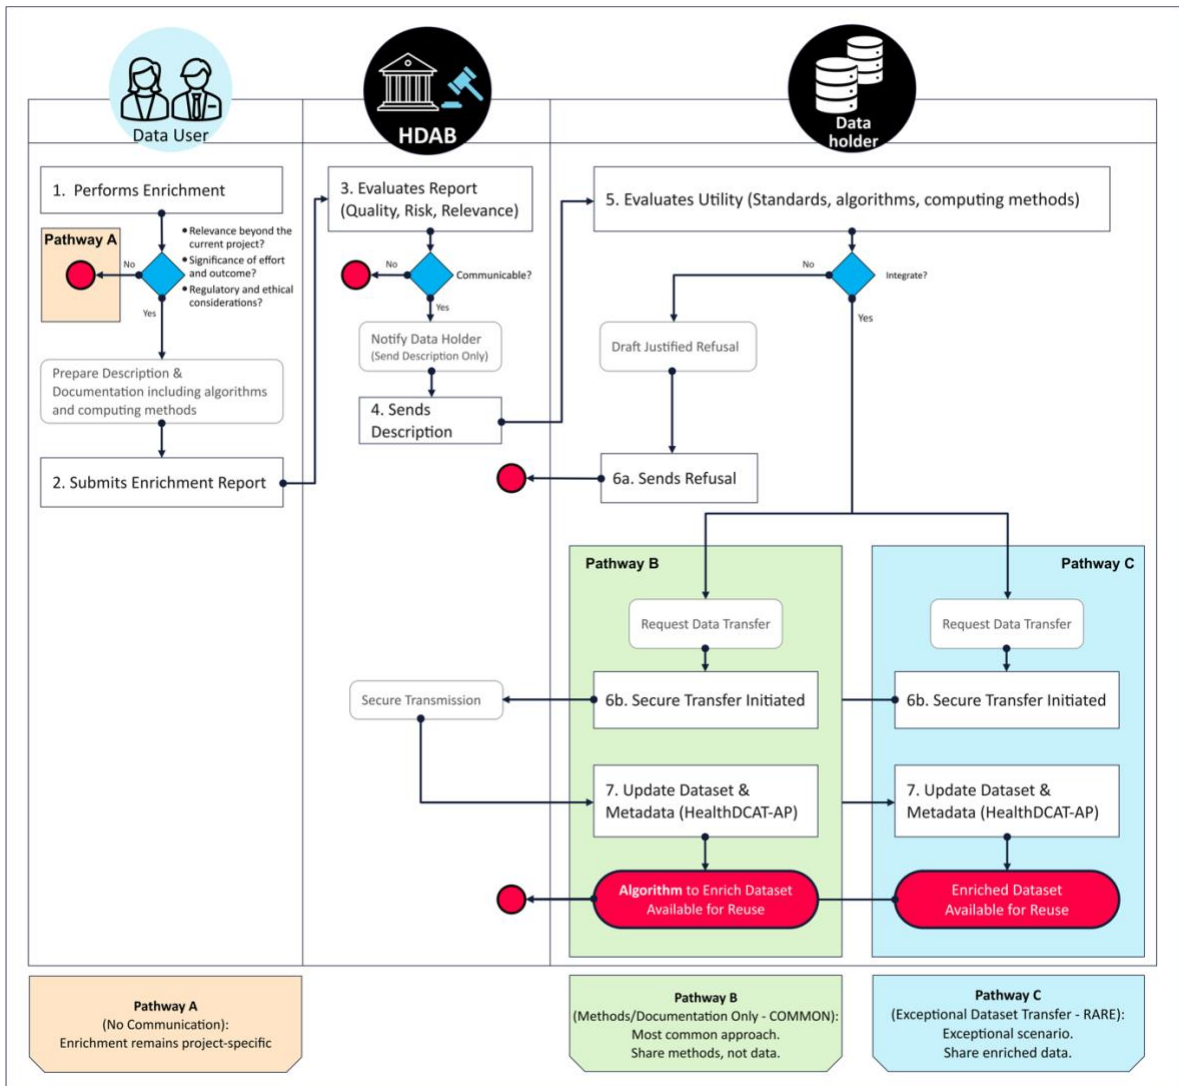 Data User
HDAB
Data
holder
1. Performs Enrichment
Pathway A
No
• Relevance beyond the
current project?
• Significance of effort
and outcome?
• Regulatory and ethical
considerations?
Yes
Prepare Description &
Documentation including algorithms
and computing methods
2. Submits Enrichment Report
3. Evaluates Report
(Quality, Risk, Relevance)
No
Communicable?
Yes
Notify Data Holder
(Send Description Only)
4. Sends
Description
5. Evaluates Utility (Standards, algorithms, computing methods)
No
Integrate?
Yes
Draft Justified Refusal
6a. Sends Refusal
Pathway B
Request Data Transfer
6b. Secure Transfer Initiated
Secure Transmission
7. Update Dataset &
Metadata (HealthDCAT-AP)
Algorithm to Enrich Dataset
Available for Reuse
Pathway C
Request Data Transfer
6b. Secure Transfer Initiated
7. Update Dataset &
Metadata (HealthDCAT-AP)
Enriched Dataset
Available for Reuse
Pathway A
(No Communication):
Enrichment remains project-specific
Pathway B
(Methods/Documentation Only - COMMON):
Most common approach.
Share methods, not data.
Pathway C
(Exceptional Dataset Transfer - RARE):
Exceptional scenario.
Share enriched data.